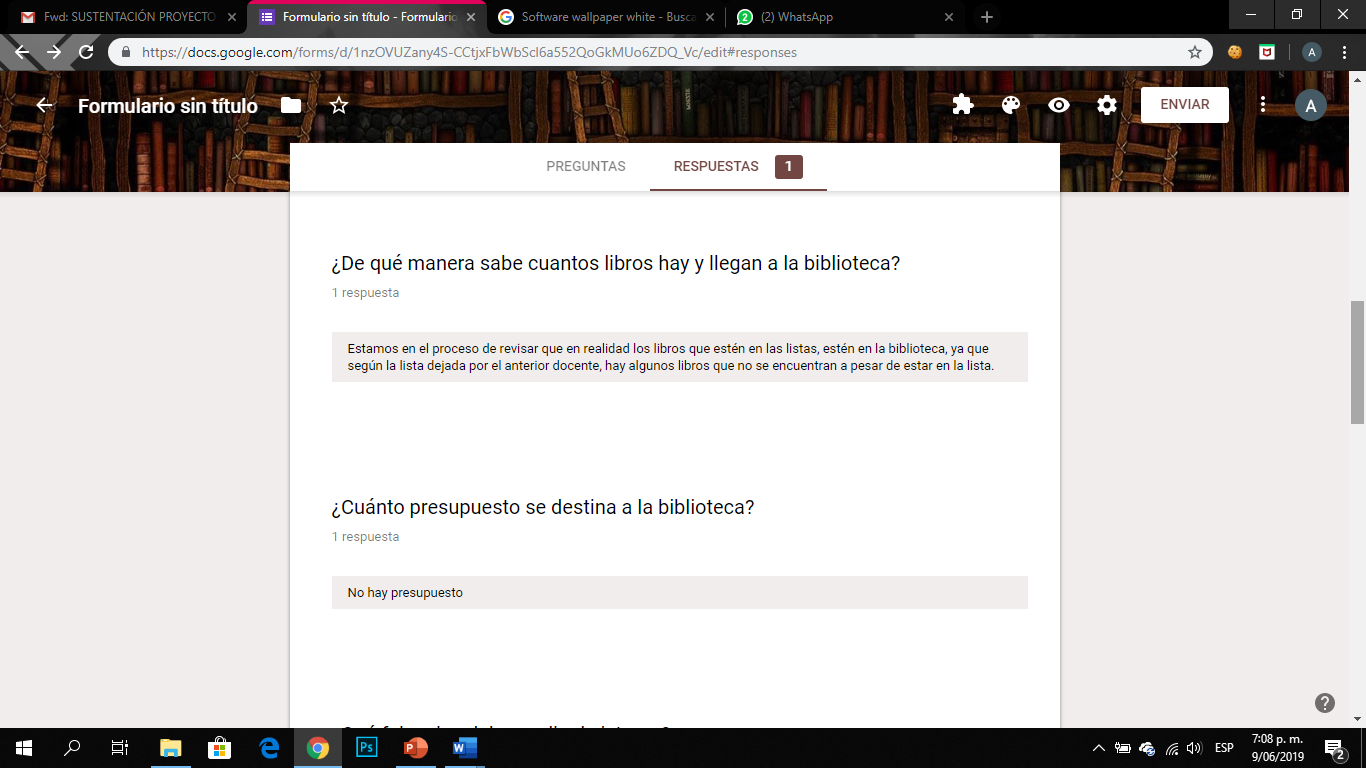 Fwd: SUSTENTACIÓN PROYECTO
Formulario sin título - Formulario
Software wallpaper white - Busca
(2) WhatsApp
https://docs.google.com/forms/d/1nzOVUZany4S-CCtjxFbWbScI6a552QoGkMUo6ZDQ_Vc/edit#responses
A
Formulario sin título
ENVIAR
A
PREGUNTAS
RESPUESTAS 1
¿De qué manera sabe cuantos libros hay y llegan a la biblioteca?
1 respuesta
Estamos en el proceso de revisar que en realidad los libros que estén en las listas, estén en la biblioteca, ya que
según la lista dejada por el anterior docente, hay algunos libros que no se encuentran a pesar de estar en la lista.
¿Cuánto presupuesto se destina a la biblioteca?
1 respuesta
No hay presupuesto
ESP
7:08 p. m.
9/06/2019
2